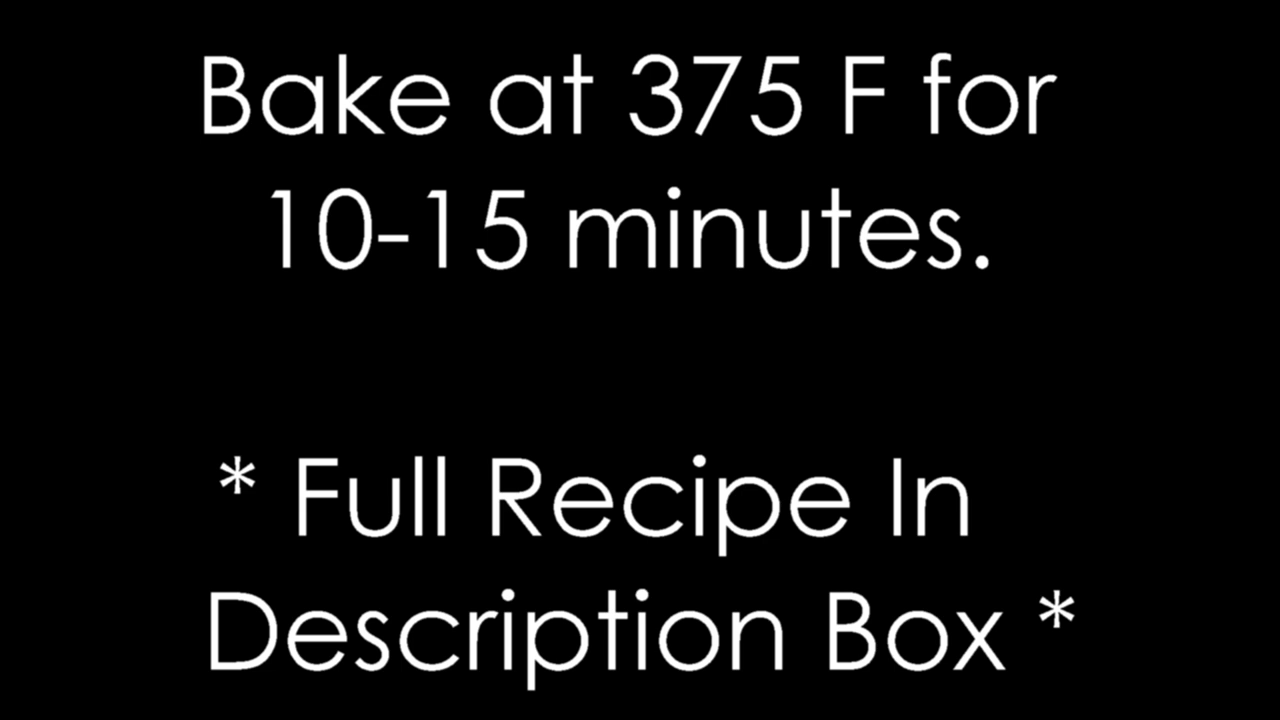 Bake at 375 F for
10-15 minutes.
* Full Recipe In
Description Box *